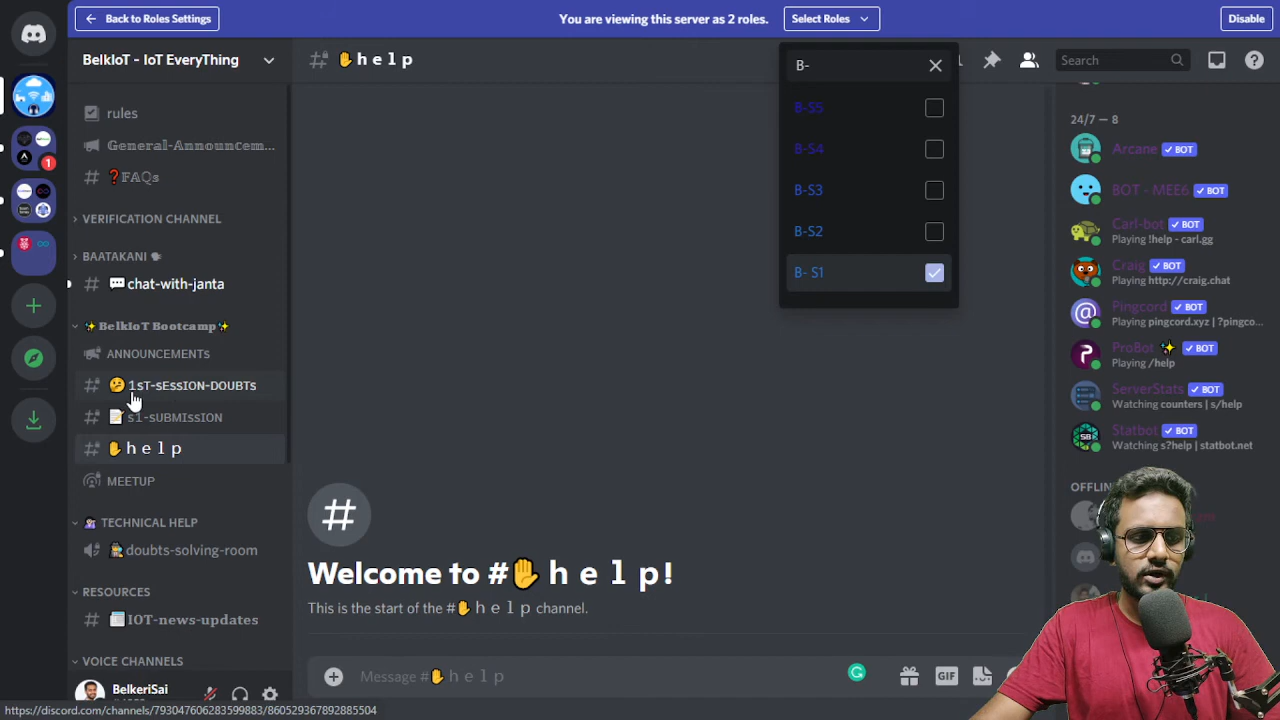 Back to Roles Settings
You are viewing this server as 2 roles.
Select Roles
Disable
BelkIoT - IoT EveryThing
#✋h e l p
B-
Search
rules
General-Announcem...
❓FAQs
VERIFICATION CHANNEL
BAATAKANI 🗣
💬chat-with-janta
✨BelkIoT Bootcamp✨
ANNOUNCEMENTS
🤔1sT-sESSION-DOUBTs
📝s1-sUBMIssION
✋h e l p
MEETUP
TECHNICAL HELP
doubts-solving-room
RESOURCES
IOT-news-updates
VOICE CHANNELS
BelkeriSai
https://discord.com/channels/793047606283599883/860529367892885504
B-S5
B-S4
B-S3
B-S2
B- S1
Welcome to #✋h e l p!
This is the start of the #✋h e l p channel.
Message #✋h e l p
GIF
24/7 — 8
Arcane ✔ BOT
BOT - MEE6 ✔ BOT
Carl-bot ✔ BOT
Playing !help - carl.gg
Craig ✔ BOT
Playing http://craig.chat
Pingcord ✔ BOT
Playing pingcord.xyz | ?pingco...
ProBot ✨ ✔ BOT
Playing /help
ServerStats ✔ BOT
Watching counters | s/help
Statbot ✔ BOT
Watching s?help | statbot.net
1